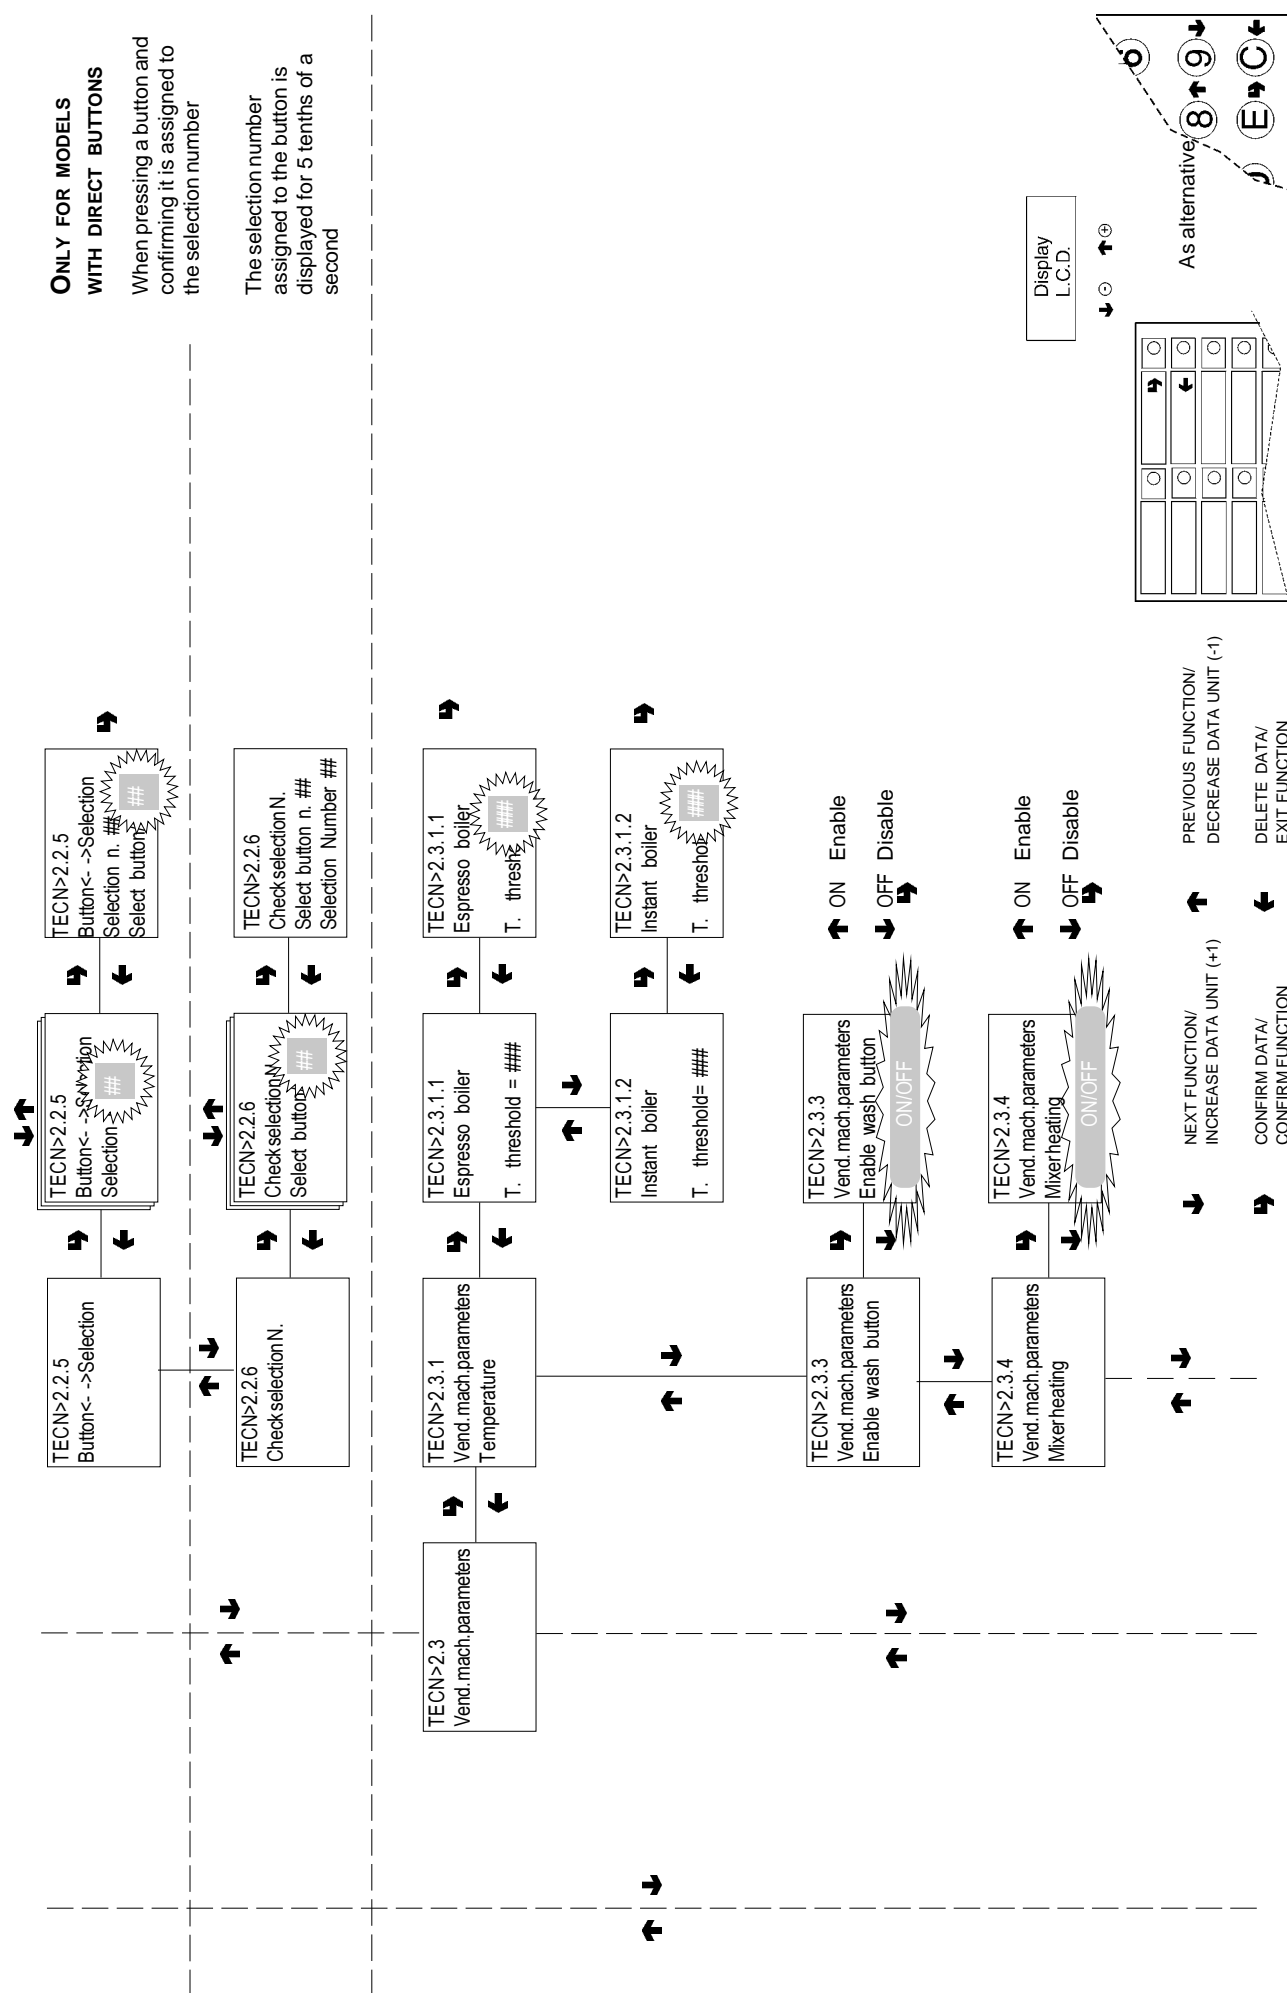 TECN>2.2.5
Button<- ->Selection
TECN>2.2.5
Button<- ->Selection
Selection
##
TECN>2.2.5
Button<- ->Selection
Selection n. ##
Select button
##
ONLY FOR MODELS
WITH DIRECT BUTTONS
When pressing a button and
confirming it is assigned to
the selection number
TECN>2.2.6
Check selection N.
TECN>2.2.6
Check selection N.
Select button
##
TECN>2.2.6
Check selection N.
Select button n. ##
Selection Number ##
The selection number
assigned to the button is
displayed for 5 tenths of a
second
TECN>2.3
Vend. mach.parameters
TECN>2.3.1
Vend. mach.parameters
Temperature
TECN>2.3.1.1
Espresso boiler
T. threshold = ###
TECN>2.3.1.1
Espresso boiler
T. thresh
###
TECN>2.3.1.2
Instant boiler
T. threshold= ###
TECN>2.3.1.2
Instant boiler
T. threshol
###
TECN>2.3.3
Vend. mach.parameters
Enable wash button
TECN>2.3.3
Vend. mach.parameters
Enable wash button
ON/OFF
ON Enable
OFF Disable
TECN>2.3.4
Vend. mach.parameters
Mixer heating
TECN>2.3.4
Vend. mach.parameters
Mixer heating
ON/OFF
ON Enable
OFF Disable
NEXT FUNCTION/
INCREASE DATA UNIT (+1)
PREVIOUS FUNCTION/
DECREASE DATA UNIT (-1)
CONFIRM DATA/
CONFIRM FUNCTION
DELETE DATA/
EXIT FUNCTION
Display
L.C.D.
- +
As alternative
6
8 9
E C